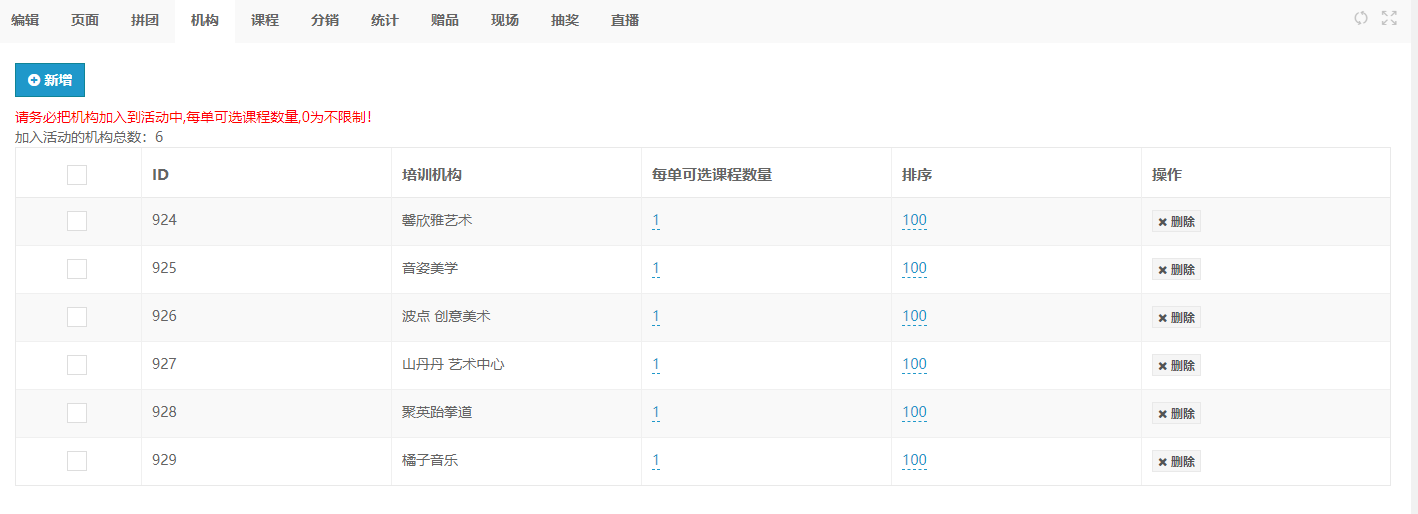 编辑 页面 拼团 机构 课程 分销 统计 赠品 现场 抽奖 直播
新增
请务必把机构加入到活动中,每单可选课程数量,0为不限制!
加入活动的机构总数：6
ID 培训机构 每单可选课程数量 排序 操作
924 馨欣雅艺术 1 100 删除
925 音姿美学 1 100 删除
926 波点 创意美术 1 100 删除
927 山丹丹 艺术中心 1 100 删除
928 聚英跆拳道 1 100 删除
929 橘子音乐 1 100 删除